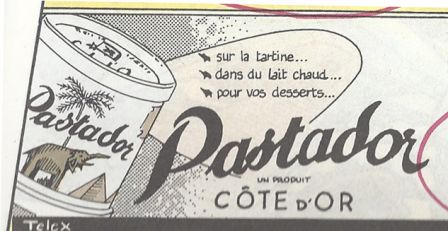 sur la tartine...
dans du lait chaud...
pour vos desserts...
Pastador
Pastador
UN PRODUIT
CÔTE D'OR
Telex